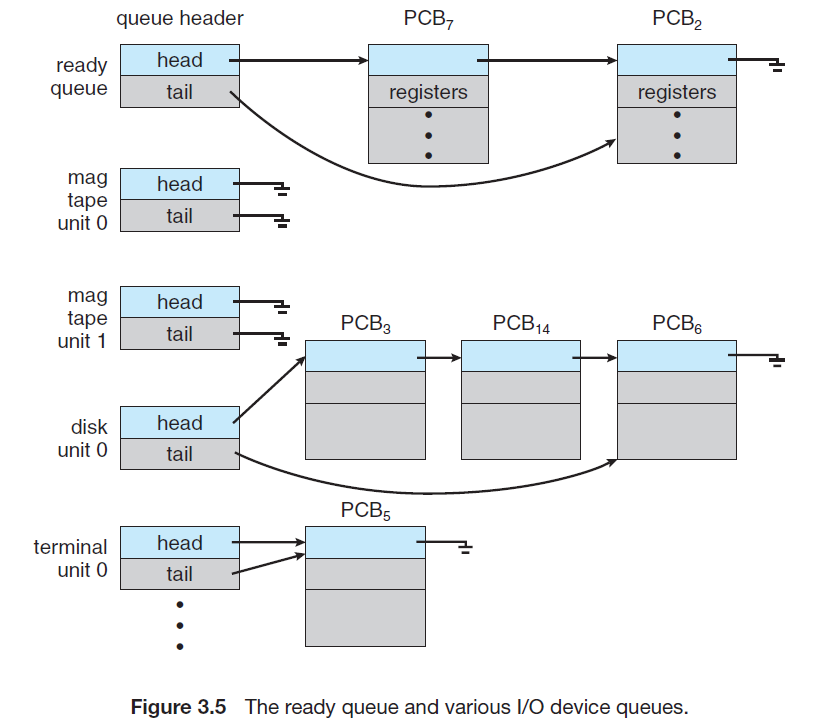 queue header PCB7 PCB2
ready
queue
head
tail
registers
registers
mag
tape
unit 0
head
tail
mag
tape
unit 1
head
tail
PCB3 PCB14 PCB6
disk
unit 0
head
tail
PCB5
terminal
unit 0
head
tail
Figure 3.5 The ready queue and various I/O device queues.